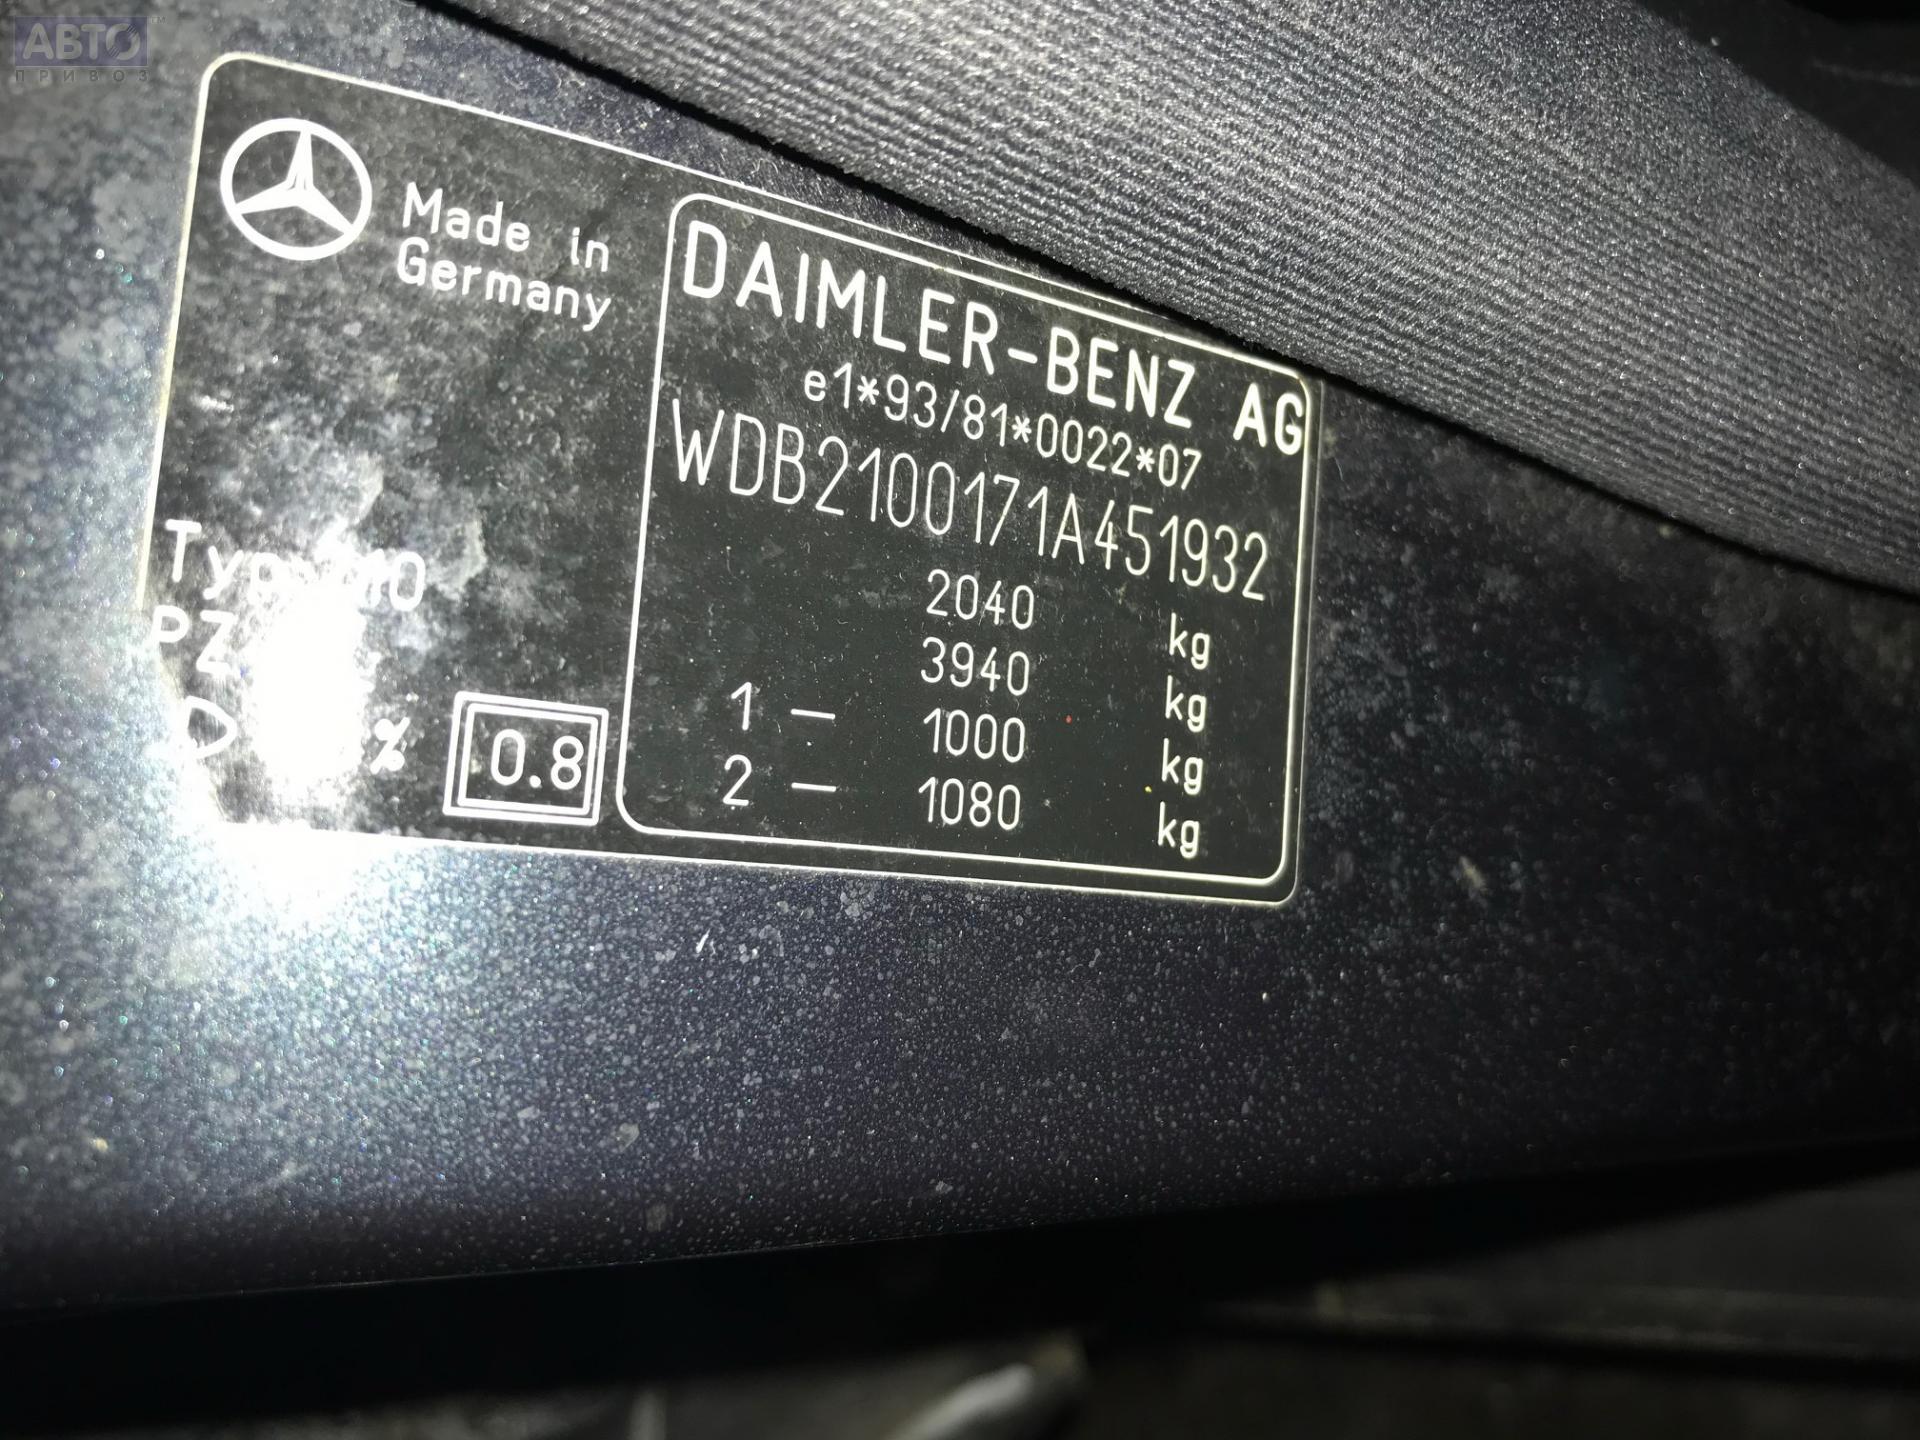 АВТО
ПРИВОЗ
Made in
Germany
DAIMLER-BENZ AG
e1*93/81*0022*07
WDB2100171A451932
2040 kg
3940 kg
1 – 1000 kg
2 – 1080 kg
PZ
%
0.8